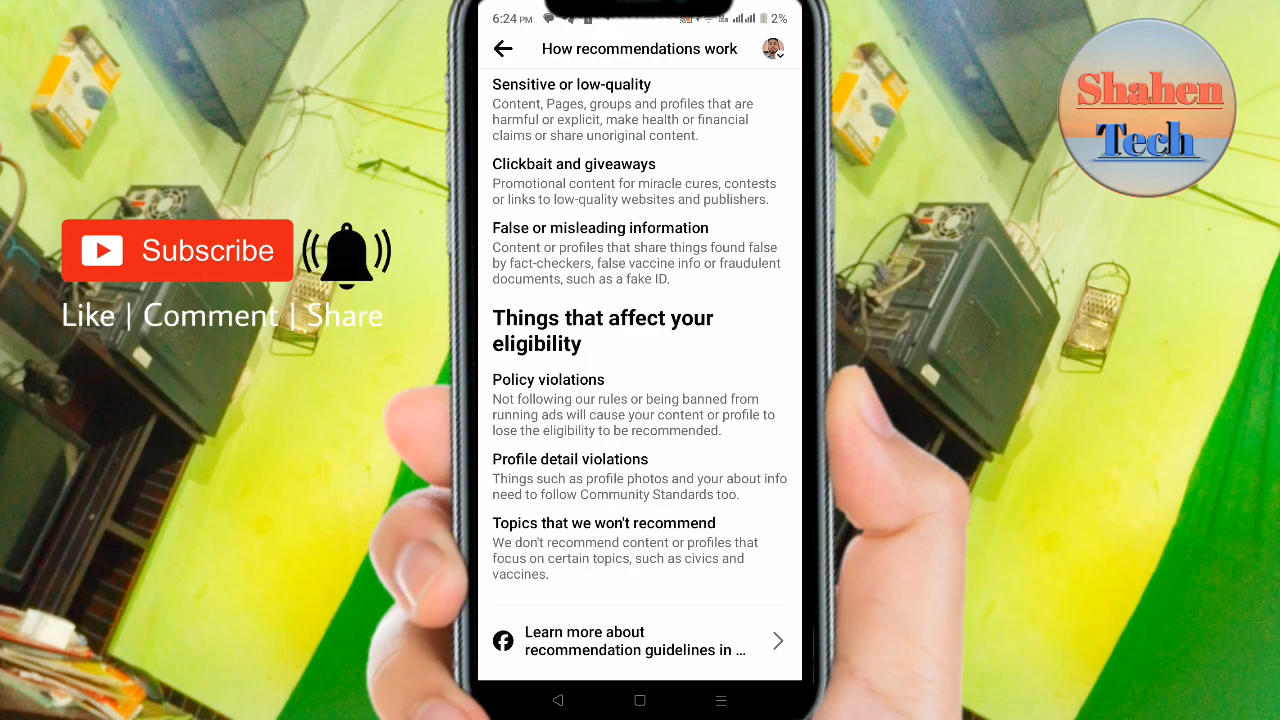 6:24 PM
2%
How recommendations work
Sensitive or low-quality
Content, Pages, groups and profiles that are
harmful or explicit, make health or financial
claims or share unoriginal content.
Clickbait and giveaways
Promotional content for miracle cures, contests
or links to low-quality websites and publishers.
False or misleading information
Content or profiles that share things found false
by fact-checkers, false vaccine info or fraudulent
documents, such as a fake ID.
Things that affect your
eligibility
Policy violations
Not following our rules or being banned from
running ads will cause your content or profile to
lose the eligibility to be recommended.
Profile detail violations
Things such as profile photos and your about info
need to follow Community Standards too.
Topics that we won't recommend
We don't recommend content or profiles that
focus on certain topics, such as civics and
vaccines.
Learn more about
recommendation guidelines in ...
Subscribe
Like | Comment | Share
Shahen
Tech